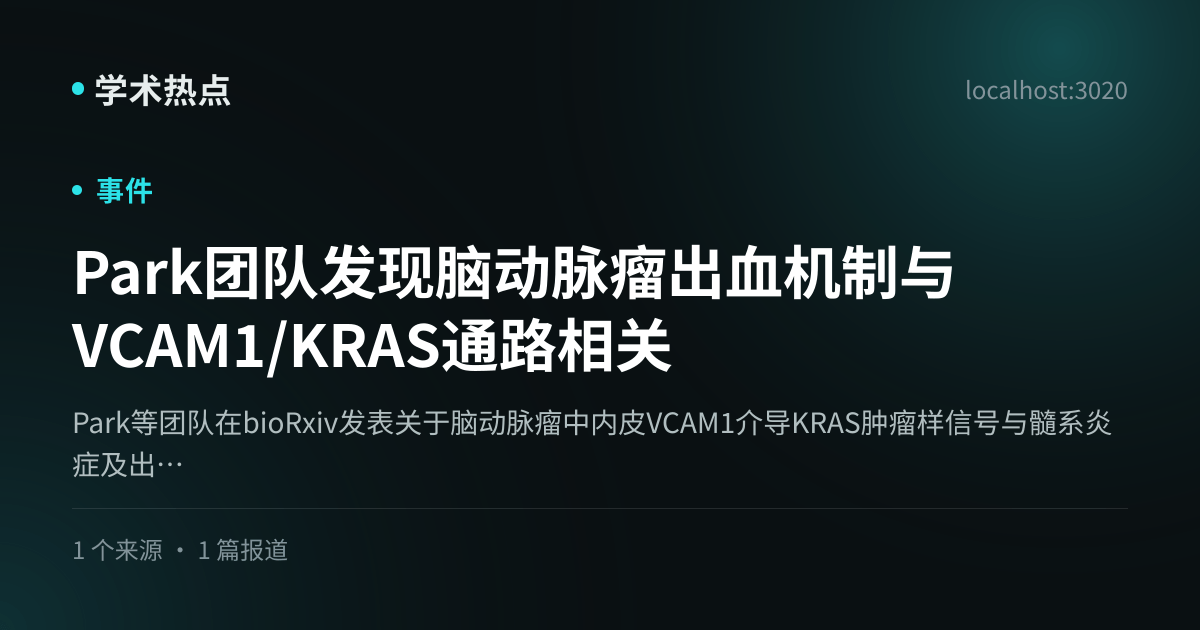 学术热点
localhost:3020
事件
Park团队发现脑动脉瘤出血机制与
VCAM1/KRAS通路相关
Park等团队在bioRxiv发表关于脑动脉瘤中内皮VCAM1介导KRAS肿瘤样信号与髓系炎
症及出…
1 个来源 · 1 篇报道